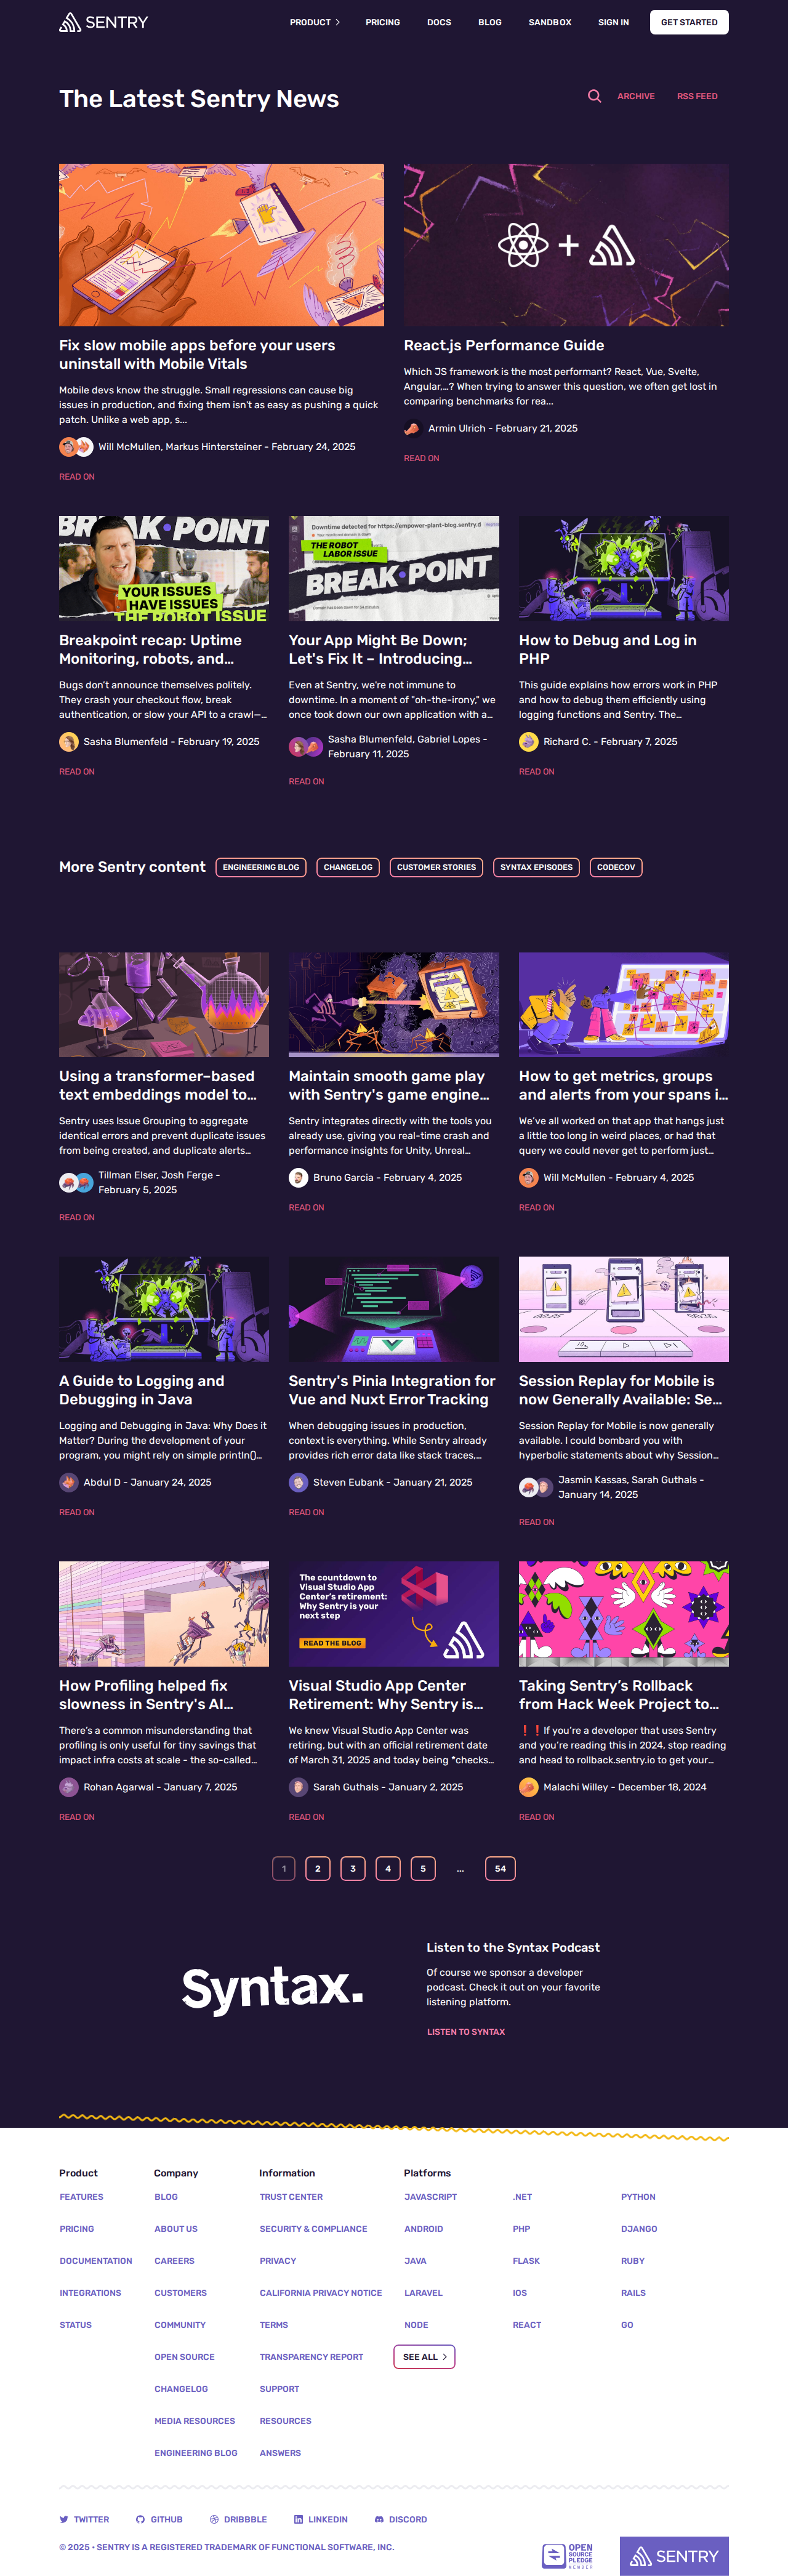 SENTRY
PRODUCT
PRICING
DOCS
BLOG
SANDBOX
SIGN IN
GET STARTED
The Latest Sentry News
ARCHIVE
RSS FEED
Fix slow mobile apps before your users
uninstall with Mobile Vitals
Mobile devs know the struggle. Small regressions can cause big
issues in production, and fixing them isn't as easy as pushing a quick
patch. Unlike a web app, s...
Will McMullen, Markus Hintersteiner - February 24, 2025
READ ON
React.js Performance Guide
Which JS framework is the most performant? React, Vue, Svelte,
Angular,...? When trying to answer this question, we often get lost in
comparing benchmarks for rea...
Armin Ulrich - February 21, 2025
READ ON
BREAK•POINT
YOUR ISSUES
HAVE ISSUES
THE ROBOT ISSUE
Breakpoint recap: Uptime
Monitoring, robots, and...
Bugs don’t announce themselves politely.
They crash your checkout flow, break
authentication, or slow your API to a crawl—...
Sasha Blumenfeld - February 19, 2025
READ ON
Downtime detected for https://empower-plant-blog.sentry.d
THE ROBOT
LABOR ISSUE
BREAK•POINT
Your App Might Be Down;
Let's Fix It – Introducing...
Even at Sentry, we're not immune to
downtime. In a moment of "oh-the-irony," we
once took down our own application with a...
Sasha Blumenfeld, Gabriel Lopes -
February 11, 2025
READ ON
How to Debug and Log in
PHP
This guide explains how errors work in PHP
and how to debug them efficiently using
logging functions and Sentry. The...
Richard C. - February 7, 2025
READ ON
More Sentry content
ENGINEERING BLOG
CHANGELOG
CUSTOMER STORIES
SYNTAX EPISODES
CODECOV
Using a transformer-based
text embeddings model to...
Sentry uses Issue Grouping to aggregate
identical errors and prevent duplicate issues
from being created, and duplicate alerts...
Tillman Elser, Josh Ferge -
February 5, 2025
READ ON
Maintain smooth game play
with Sentry's game engine...
Sentry integrates directly with the tools you
already use, giving you real-time crash and
performance insights for Unity, Unreal...
Bruno Garcia - February 4, 2025
READ ON
How to get metrics, groups
and alerts from your spans i...
We’ve all worked on that app that hangs just
a little too long in weird places, or had that
query we could never get to perform just...
Will McMullen - February 4, 2025
READ ON
A Guide to Logging and
Debugging in Java
Logging and Debugging in Java: Why Does it
Matter? During the development of your
program, you might rely on simple println()...
Abdul D - January 24, 2025
READ ON
Sentry's Pinia Integration for
Vue and Nuxt Error Tracking
When debugging issues in production,
context is everything. While Sentry already
provides rich error data like stack traces,...
Steven Eubank - January 21, 2025
READ ON
Session Replay for Mobile is
now Generally Available: Se...
Session Replay for Mobile is now generally
available. I could bombard you with
hyperbolic statements about why Session...
Jasmin Kassas, Sarah Guthals -
January 14, 2025
READ ON
How Profiling helped fix
slowness in Sentry's AI...
There’s a common misunderstanding that
profiling is only useful for tiny savings that
impact infra costs at scale - the so-called...
Rohan Agarwal - January 7, 2025
READ ON
The countdown to
Visual Studio App
Center's retirement:
Why Sentry is your
next step
READ THE BLOG
Visual Studio App Center
Retirement: Why Sentry is...
We knew Visual Studio App Center was
retiring, but with an official retirement date
of March 31, 2025 and today being *checks...
Sarah Guthals - January 2, 2025
READ ON
Taking Sentry’s Rollback
from Hack Week Project to...
❗❗If you’re a developer that uses Sentry
and you’re reading this in 2024, stop reading
and head to rollback.sentry.io to get your...
Malachi Willey - December 18, 2024
READ ON
1
2
3
4
5
...
54
Syntax.
Listen to the Syntax Podcast
Of course we sponsor a developer
podcast. Check it out on your favorite
listening platform.
LISTEN TO SYNTAX
Product
FEATURES
PRICING
DOCUMENTATION
INTEGRATIONS
STATUS
Company
BLOG
ABOUT US
CAREERS
CUSTOMERS
COMMUNITY
OPEN SOURCE
CHANGELOG
MEDIA RESOURCES
ENGINEERING BLOG
Information
TRUST CENTER
SECURITY & COMPLIANCE
PRIVACY
CALIFORNIA PRIVACY NOTICE
TERMS
TRANSPARENCY REPORT
SUPPORT
RESOURCES
ANSWERS
Platforms
JAVASCRIPT
ANDROID
JAVA
LARAVEL
NODE
SEE ALL
.NET
PHP
FLASK
IOS
REACT
PYTHON
DJANGO
RUBY
RAILS
GO
TWITTER
GITHUB
DRIBBBLE
LINKEDIN
DISCORD
© 2025 • SENTRY IS A REGISTERED TRADEMARK OF FUNCTIONAL SOFTWARE, INC.
OPEN
SOURCE
PLEDGE
MEMBER
SENTRY